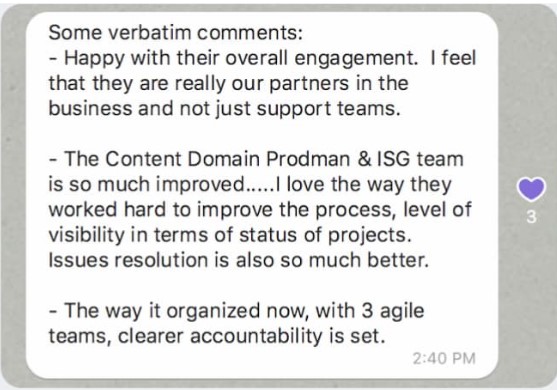 Some verbatim comments:
- Happy with their overall engagement.  I feel
that they are really our partners in the
business and not just support teams.
- The Content Domain Prodman & ISG team
is so much improved.....I love the way they
worked hard to improve the process, level of
visibility in terms of status of projects.
Issues resolution is also so much better.
- The way it organized now, with 3 agile
teams, clearer accountability is set.
2:40 PM
3